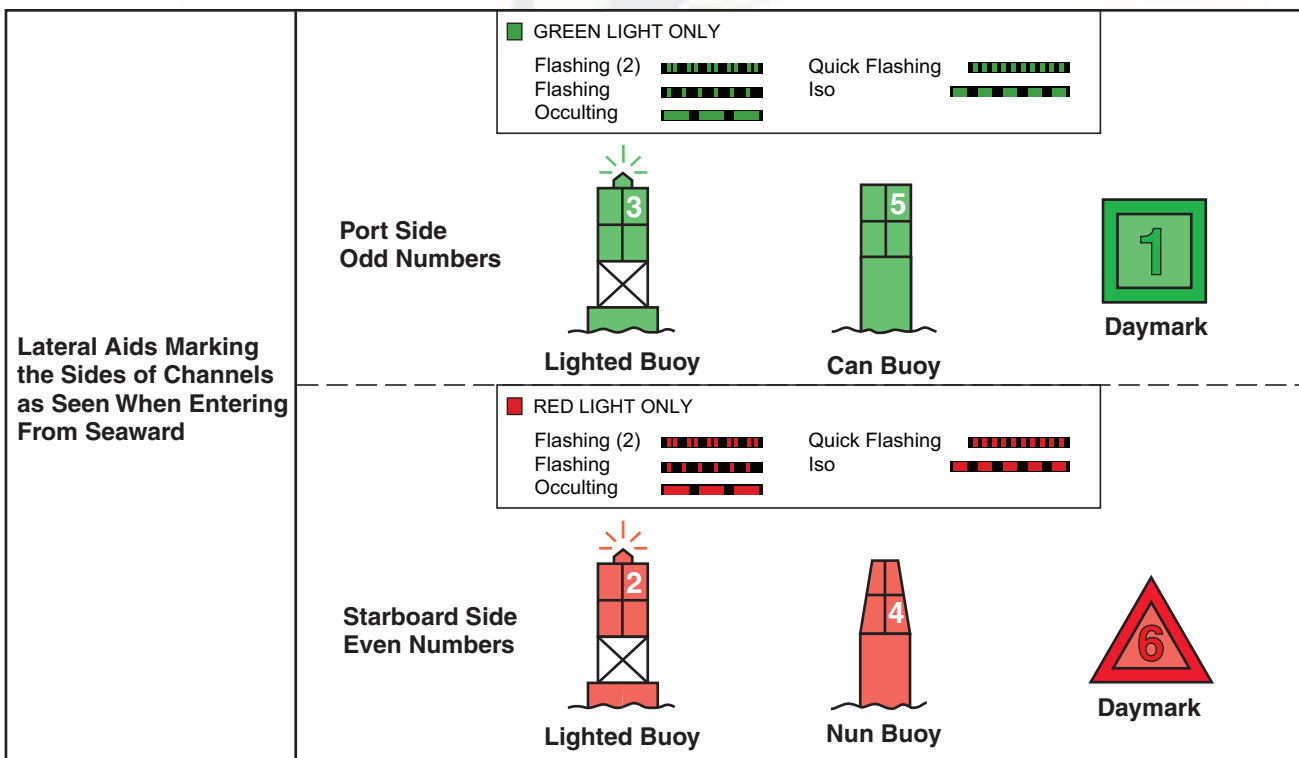 GREEN LIGHT ONLY
Flashing (2)
Quick Flashing
Flashing
Iso
Occulting
3
5
1
Port Side
Odd Numbers
Lighted Buoy
Can Buoy
Daymark
Lateral Aids Marking
the Sides of Channels
as Seen When Entering
From Seaward
RED LIGHT ONLY
Flashing (2)
Quick Flashing
Flashing
Iso
Occulting
2
4
6
Starboard Side
Even Numbers
Lighted Buoy
Nun Buoy
Daymark